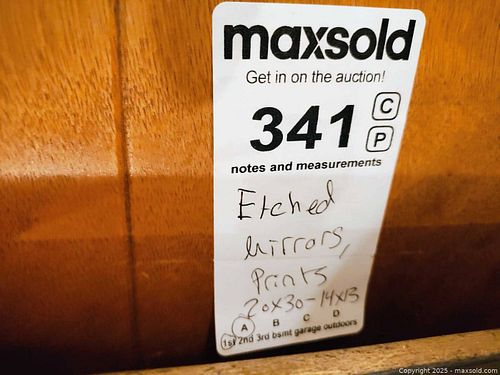 maxsold
Get in on the auction!
341
C
P
notes and measurements
Etched
Mirrors,
Prints
20x30-14x13
A B C D
1st 2nd 3rd bsmt garage outdoors
Copyright 2025 - maxsold.com